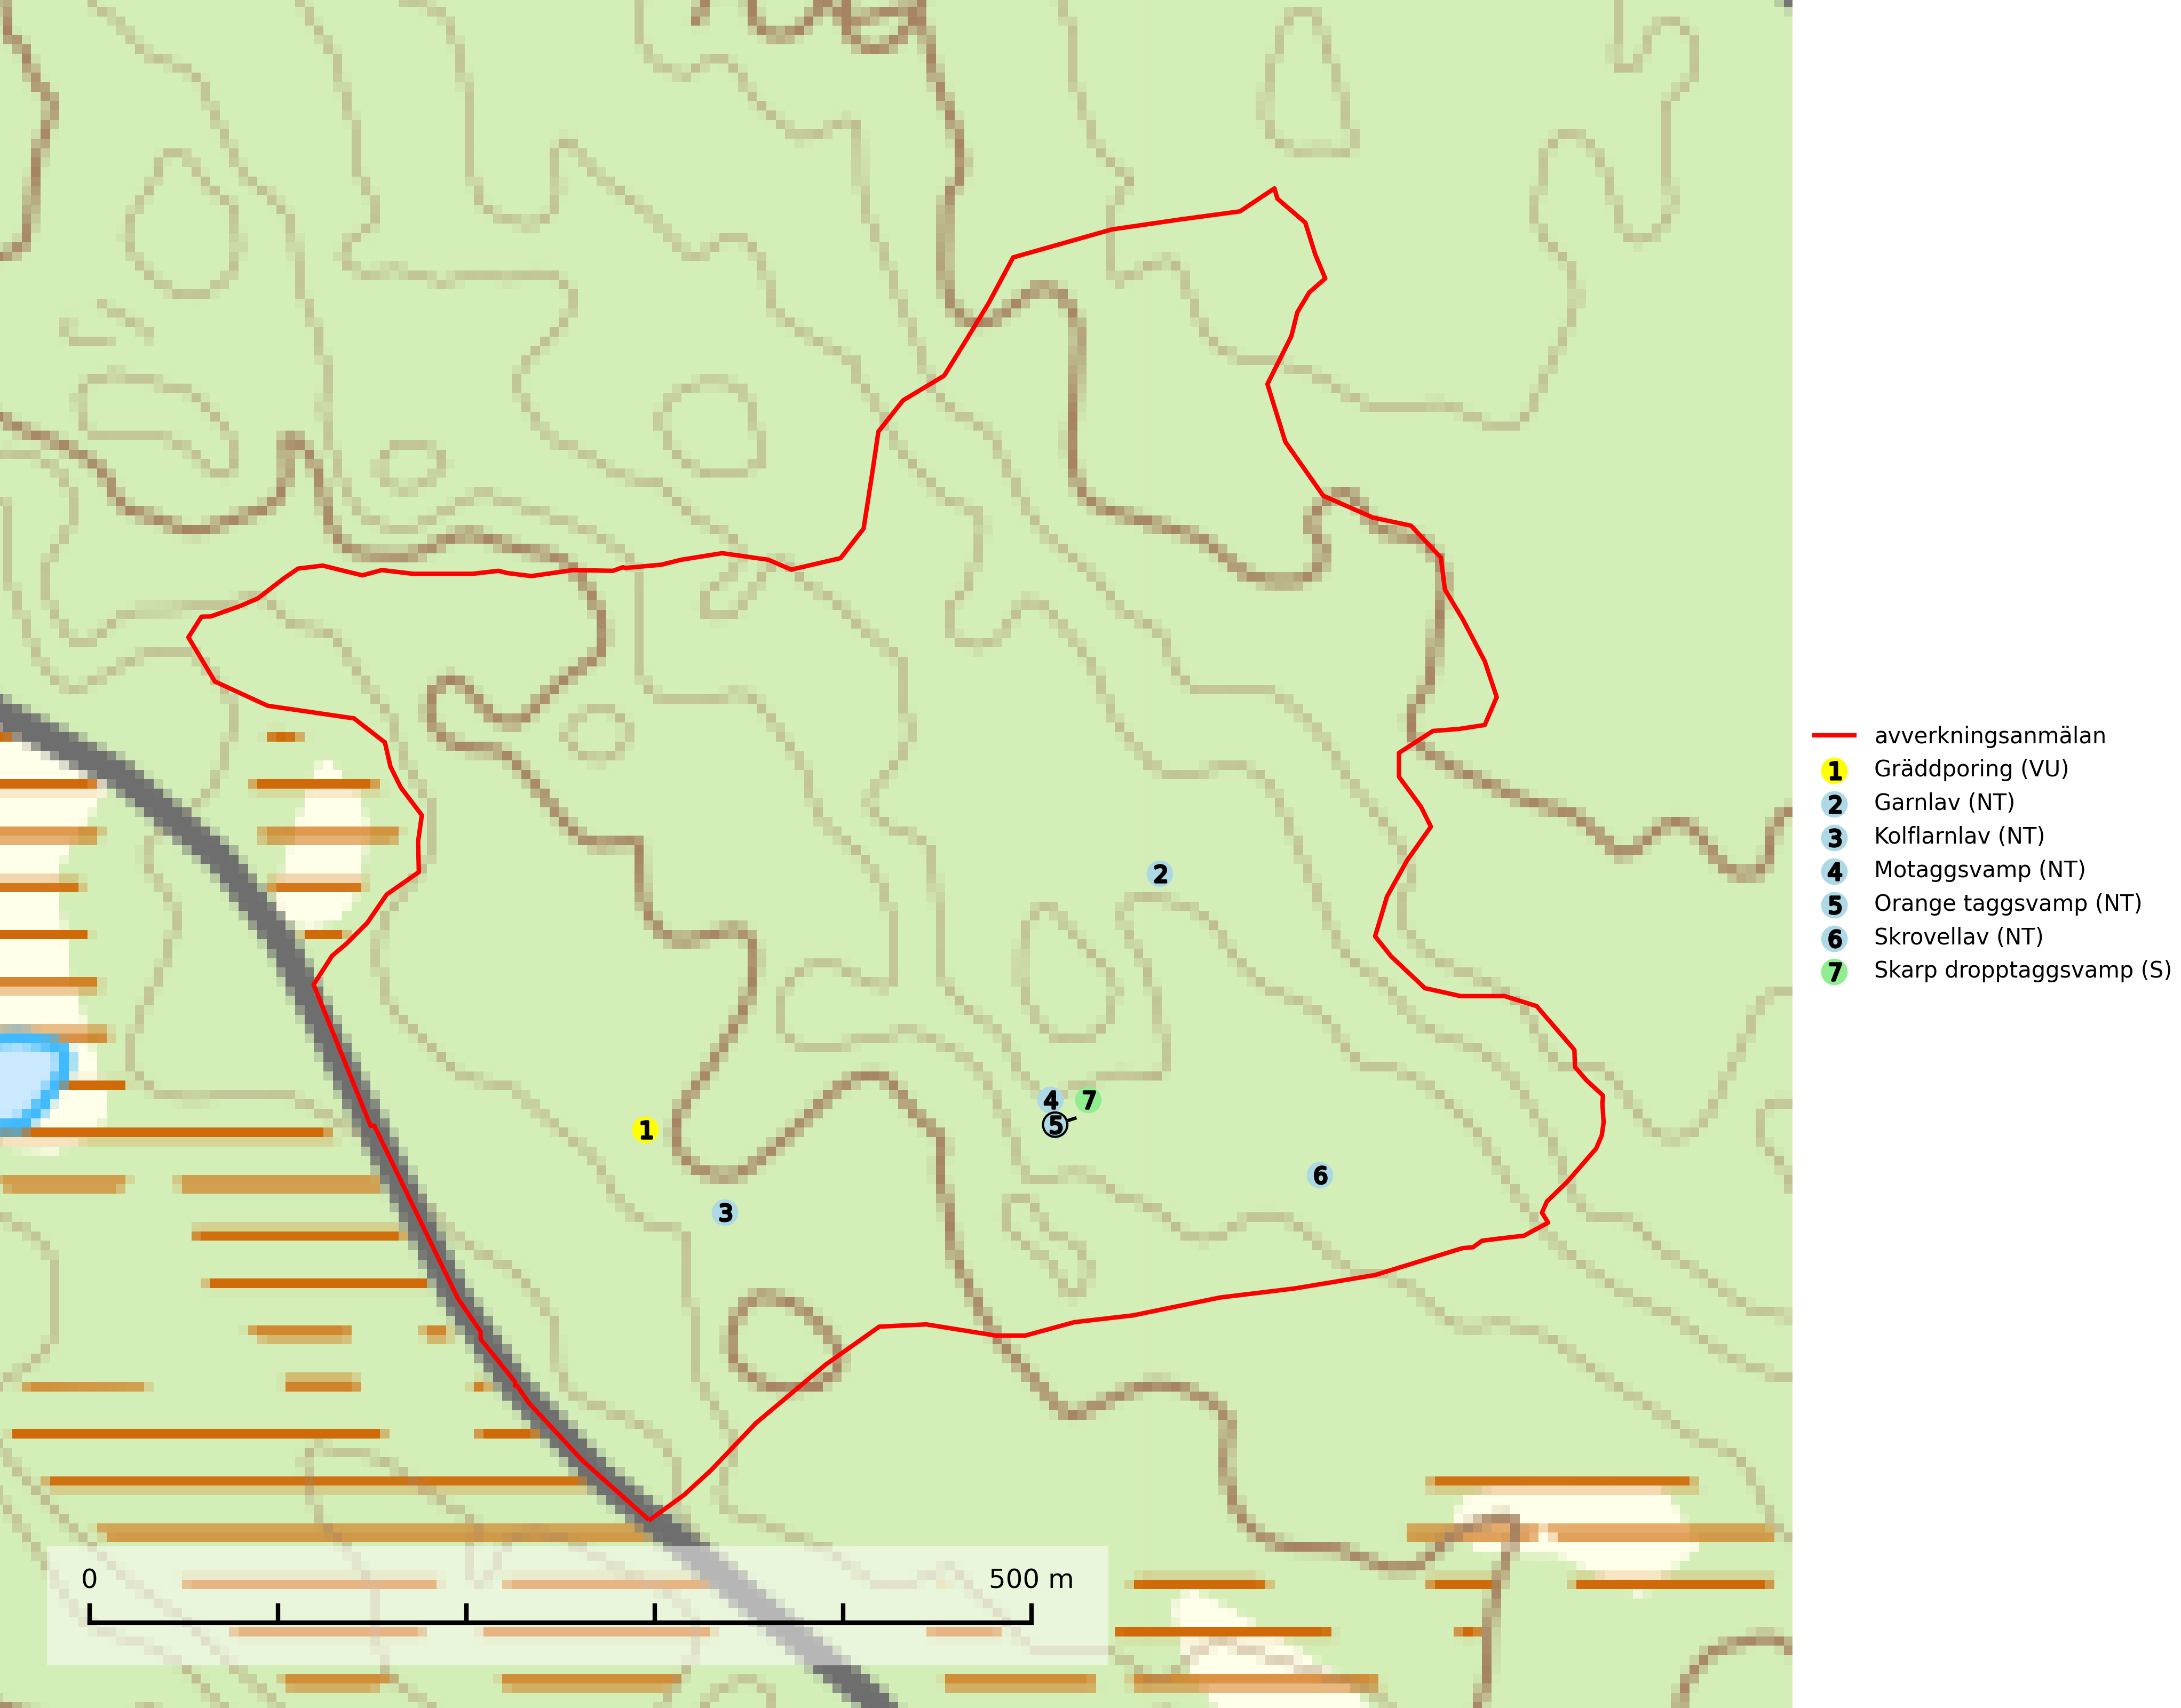 2
4 7
5
1
6
3
0 500 m
avverkningsanmälan
1 Gräddporing (VU)
2 Garnlav (NT)
3 Kolflarnlav (NT)
4 Motaggsvamp (NT)
5 Orange taggsvamp (NT)
6 Skrovellav (NT)
7 Skarp dropptaggsvamp (S)